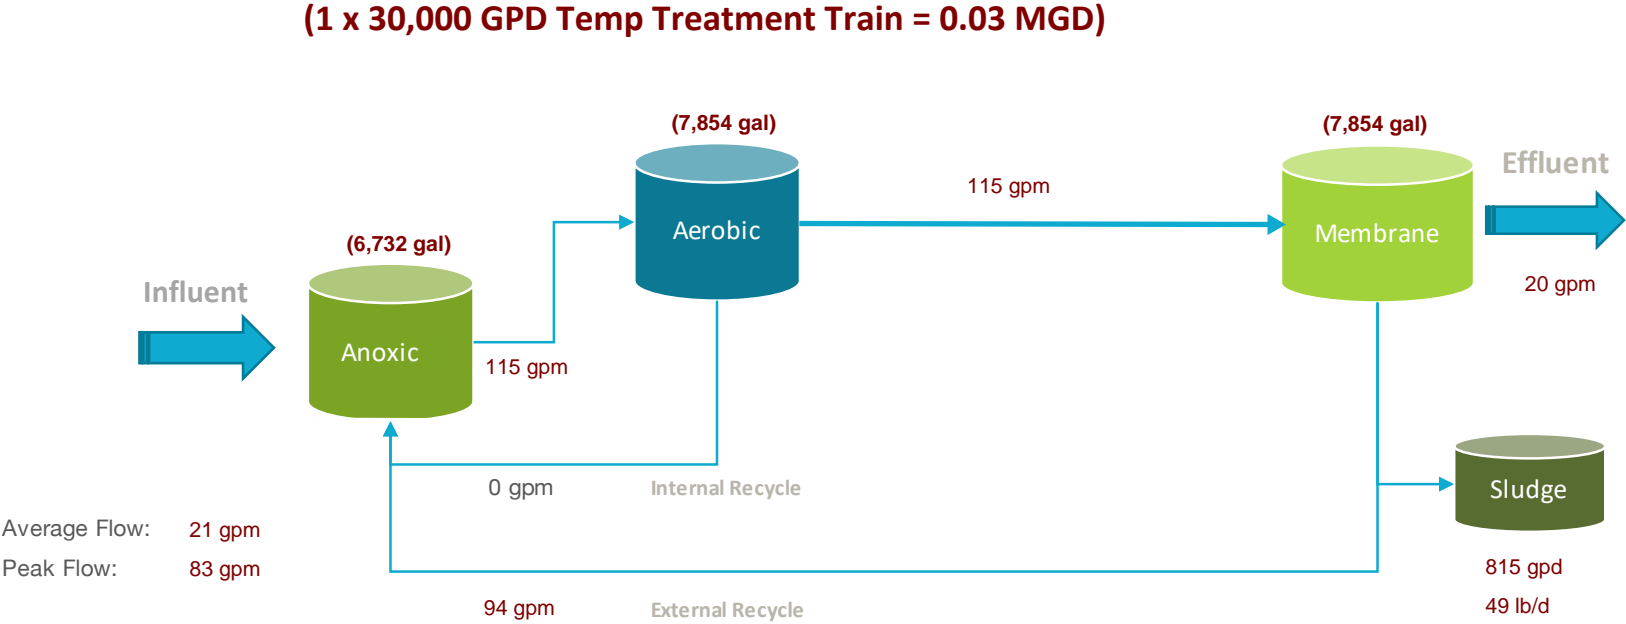 (1 x 30,000 GPD Temp Treatment Train = 0.03 MGD)
(7,854 gal)
(7,854 gal)
Effluent
115 gpm
Aerobic
Membrane
(6,732 gal)
20 gpm
Influent
Anoxic
115 gpm
0 gpm
Internal Recycle
Sludge
Average Flow: 21 gpm
Peak Flow: 83 gpm
815 gpd
94 gpm
External Recycle
49 lb/d